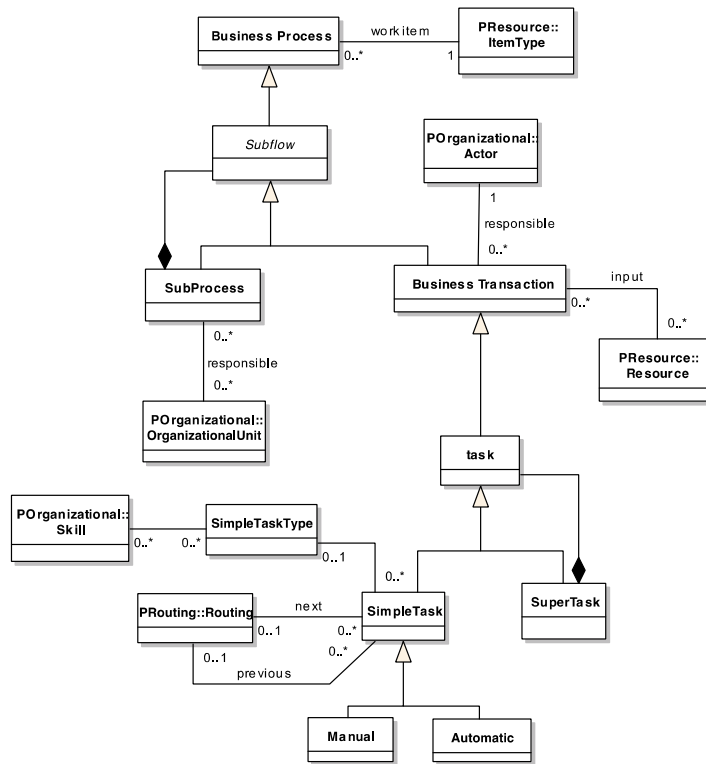 Business Process
workitem
0..*
1
PResource::
ItemType
Subflow
POrganizational::
Actor
1
responsible
0..*
SubProcess
Business Transaction
input
0..*
0..*
0..*
responsible
0..*
PResource::
Resource
POrganizational::
OrganizationalUnit
task
POrganizational::
Skill
0..*
0..*
SimpleTaskType
0..1
0..*
PRouting::Routing
next
0..1
0..*
SimpleTask
SuperTask
0..1
0..*
previous
Manual
Automatic